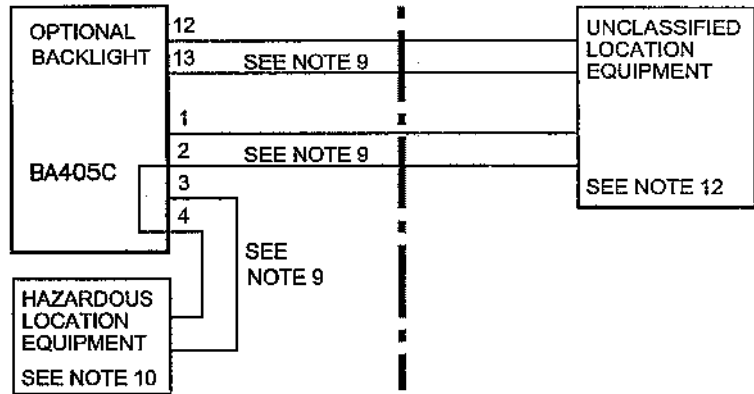 OPTIONAL
BACKLIGHT
12
13
SEE NOTE 9
UNCLASSIFIED
LOCATION
EQUIPMENT
1
2
SEE NOTE 9
BA405C
3
4
SEE NOTE 12
SEE
NOTE 9
HAZARDOUS
LOCATION
EQUIPMENT
SEE NOTE 10